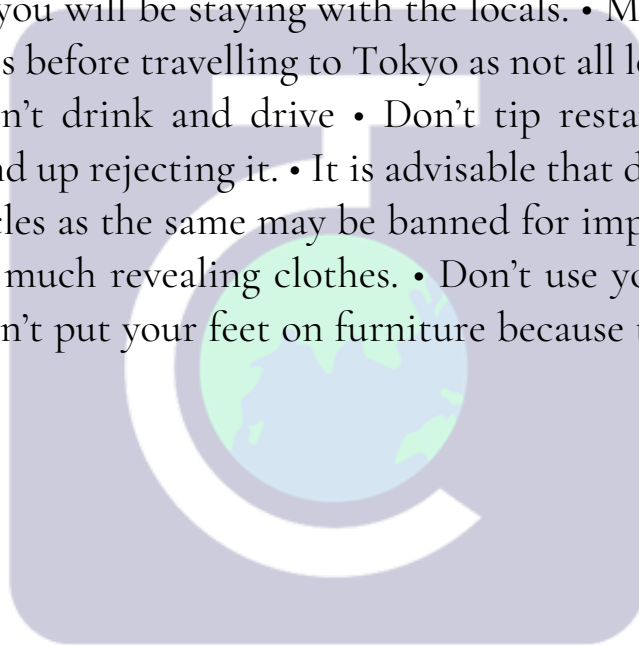 you will be staying with the locals. • M
s before travelling to Tokyo as not all l
n't drink and drive • Don't tip resta
nd up rejecting it. • It is advisable that d
les as the same may be banned for imp
much revealing clothes. • Don't use yo
n't put your feet on furniture because